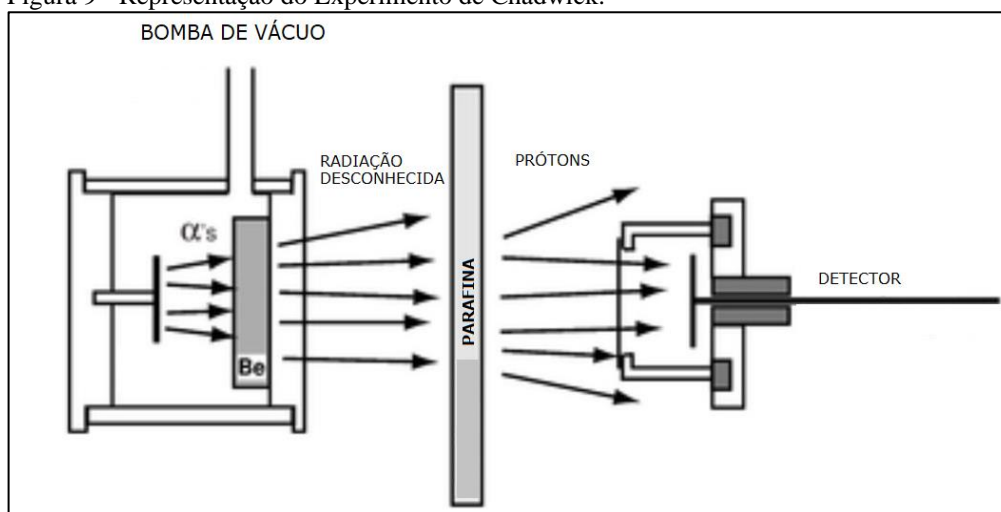 Figura 9 - Representação do Experimento de Chadwick.
BOMBA DE VÁCUO
RADIAÇÃO
DESCONHECIDA
PRÓTONS
α's
Be
PARAFINA
DETECTOR